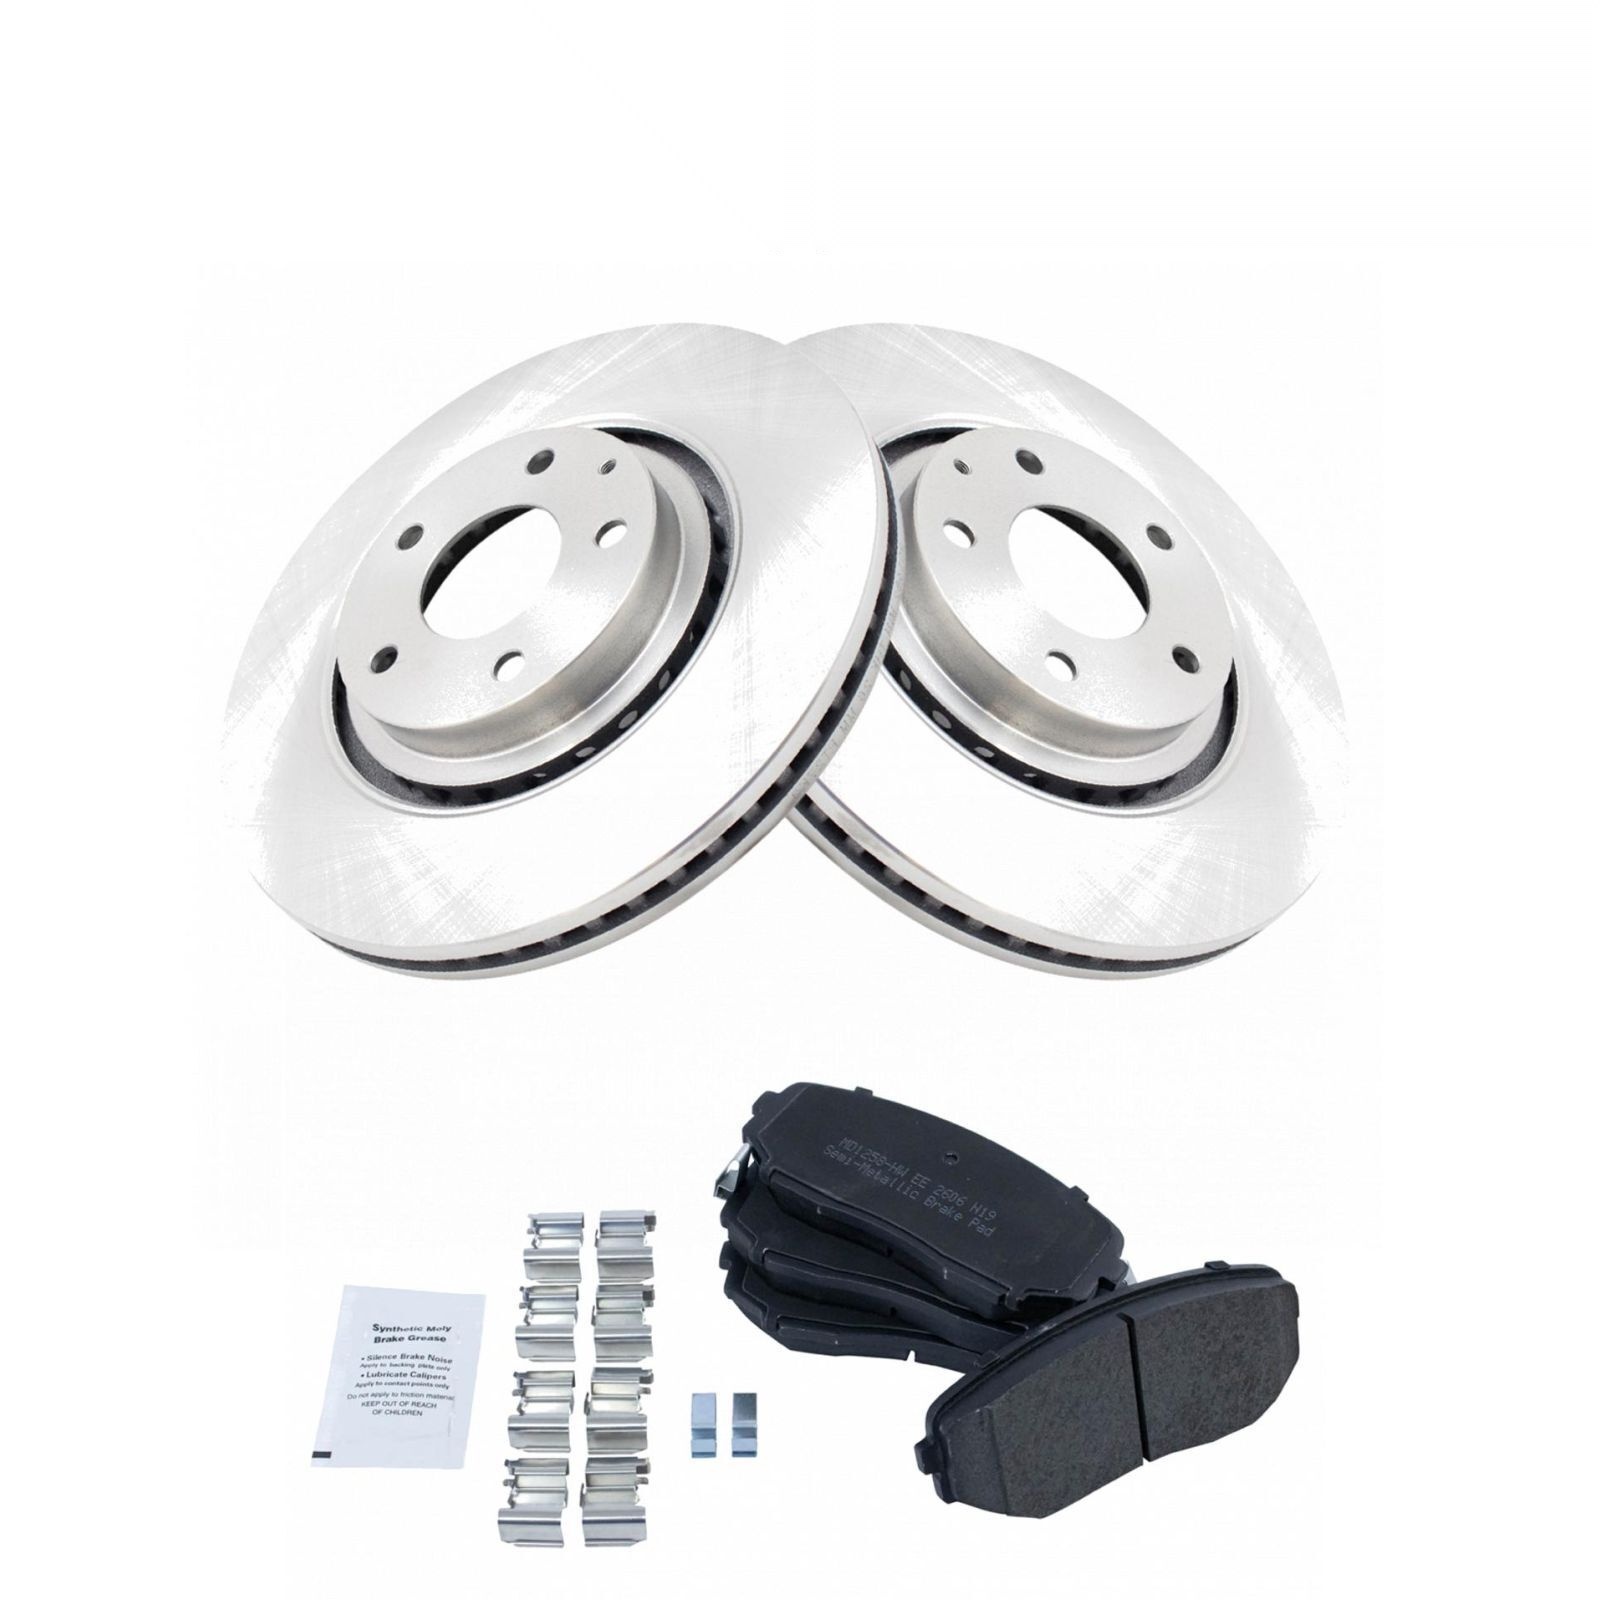 MD1258-HW EE 2606 N19
Semi-Metallic Brake Pad
Synthetic Moly
Brake Grease
• Silence Brake Noise
Apply to backing plate only
• Lubricate Calipers
Apply to contact points only
Do not apply to friction material
KEEP OUT OF REACH
OF CHILDREN